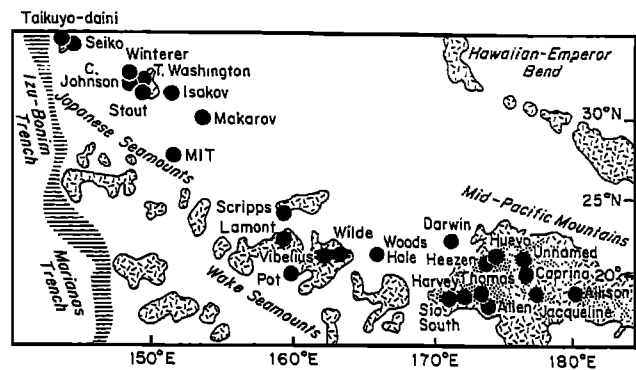 Taikuyo-daini
Seiko
Winterer
C.
Johnson
T. Washington
Isakov
Stout
Makarov
MIT
Izu-Bonim
Trench
Japanese Seamounts
Hawaiian-Emperor
Bend
30°N
25°N
Mid-Pacific Mountains
Scripps
Lamont
Wilde
Vibelius
Pot
Woods
Hole
Darwin
Huevo
Heezen
Unnamed
Caprina
20°N
Harvey
Thomas
Sio
South
Allen
Jacqueline
Allison
Wake Seamounts
Marianas
Trench
150°E
160°E
170°E
180°E